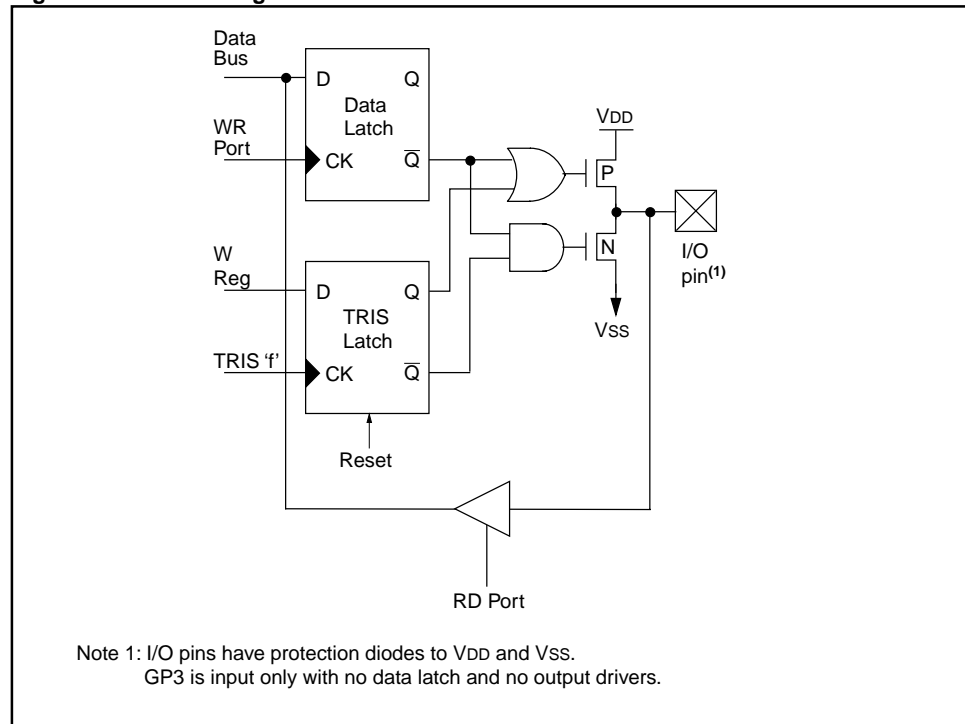 Data
Bus
D
Q
Data
Latch
WR
Port
CK
Q
VDD
P
N
I/O
pin(1)
VSS
W
Reg
D
Q
TRIS
Latch
TRIS 'f'
CK
Q
Reset
RD Port
Note 1: I/O pins have protection diodes to VDD and VSS.
GP3 is input only with no data latch and no output drivers.